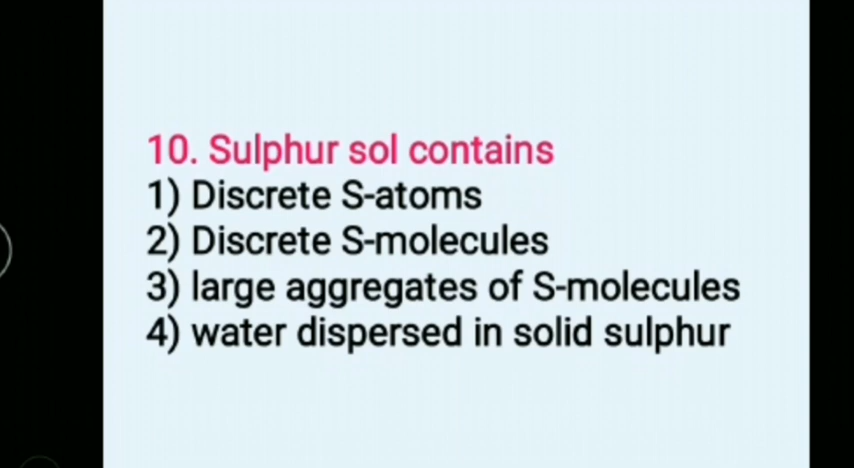 10. Sulphur sol contains
1) Discrete S-atoms
2) Discrete S-molecules
3) large aggregates of S-molecules
4) water dispersed in solid sulphur